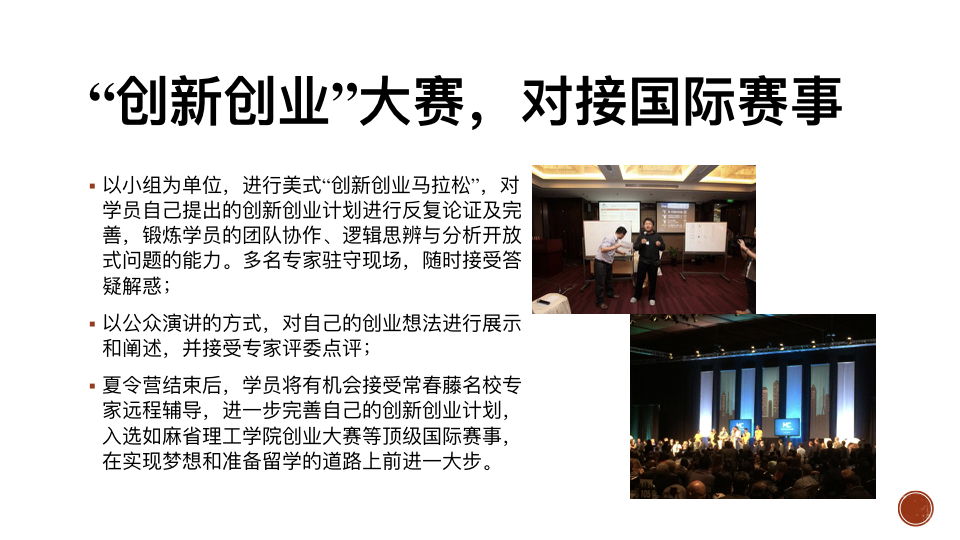 “创新创业”大赛，对接国际赛事
▪ 以小组为单位，进行美式“创新创业马拉松”，对
学员自己提出的创新创业计划进行反复论证及完
善，锻炼学员的团队协作、逻辑思辨与分析开放
式问题的能力。多名专家驻守现场，随时接受答
疑解惑；
▪ 以公众演讲的方式，对自己的创业想法进行展示
和阐述，并接受专家评委点评；
▪ 夏令营结束后，学员将有机会接受常春藤名校专
家远程辅导，进一步完善自己的创新创业计划，
入选如麻省理工学院创业大赛等顶级国际赛事，
在实现梦想和准备留学的道路上前进一大步。